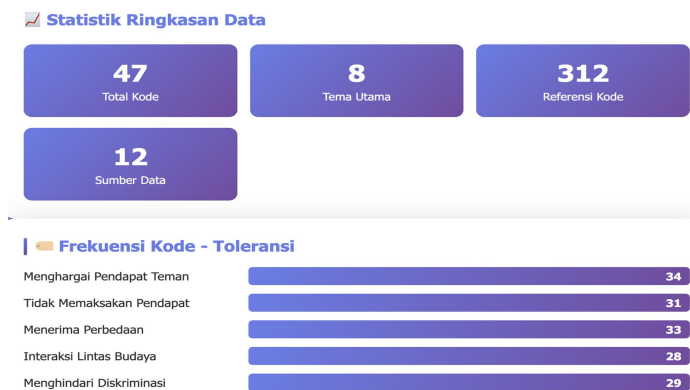 Statistik Ringkasan Data
47
Total Kode
8
Tema Utama
312
Referensi Kode
12
Sumber Data
Frekuensi Kode - Toleransi
Menghargai Pendapat Teman 34
Tidak Memaksakan Pendapat 31
Menerima Perbedaan 33
Interaksi Lintas Budaya 28
Menghindari Diskriminasi 29